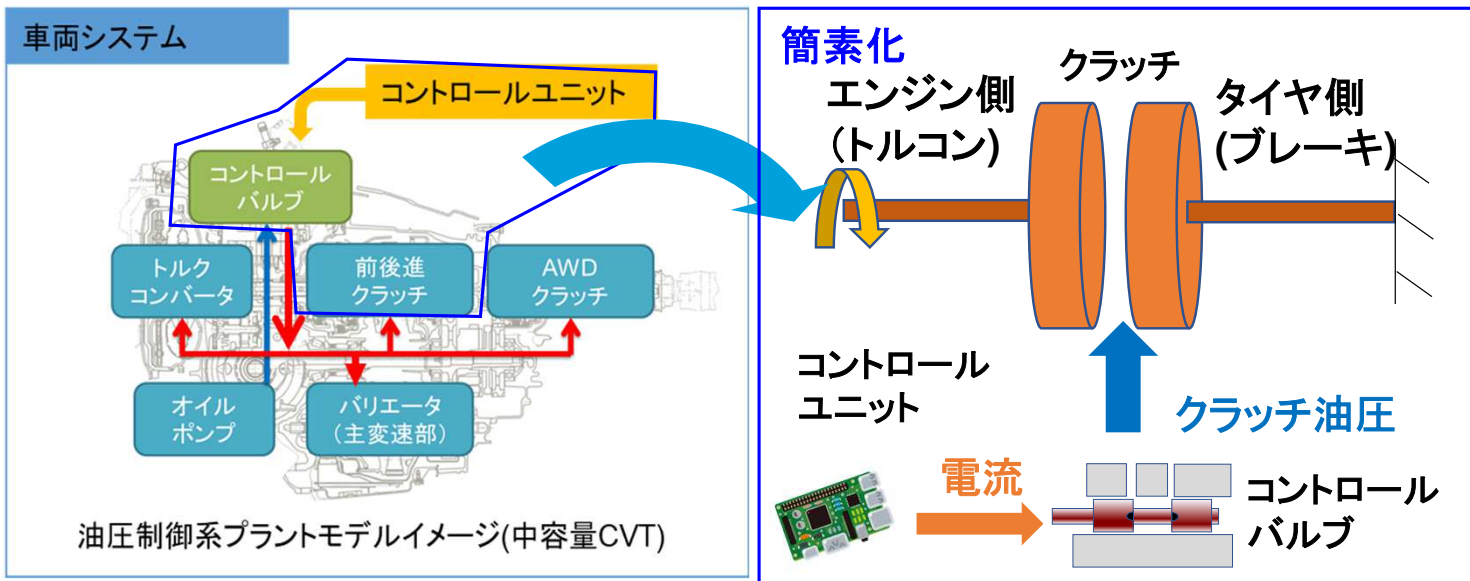 車両システム
コントロールユニット
コントロール
バルブ
トルク
コンバータ
前後進
クラッチ
AWD
クラッチ
オイル
ポンプ
バリエータ
(主変速部)
油圧制御系プラントモデルイメージ(中容量CVT)
簡素化
クラッチ
エンジン側
(トルコン)
タイヤ側
(ブレーキ)
コントロール
ユニット
クラッチ油圧
電流
コントロール
バルブ